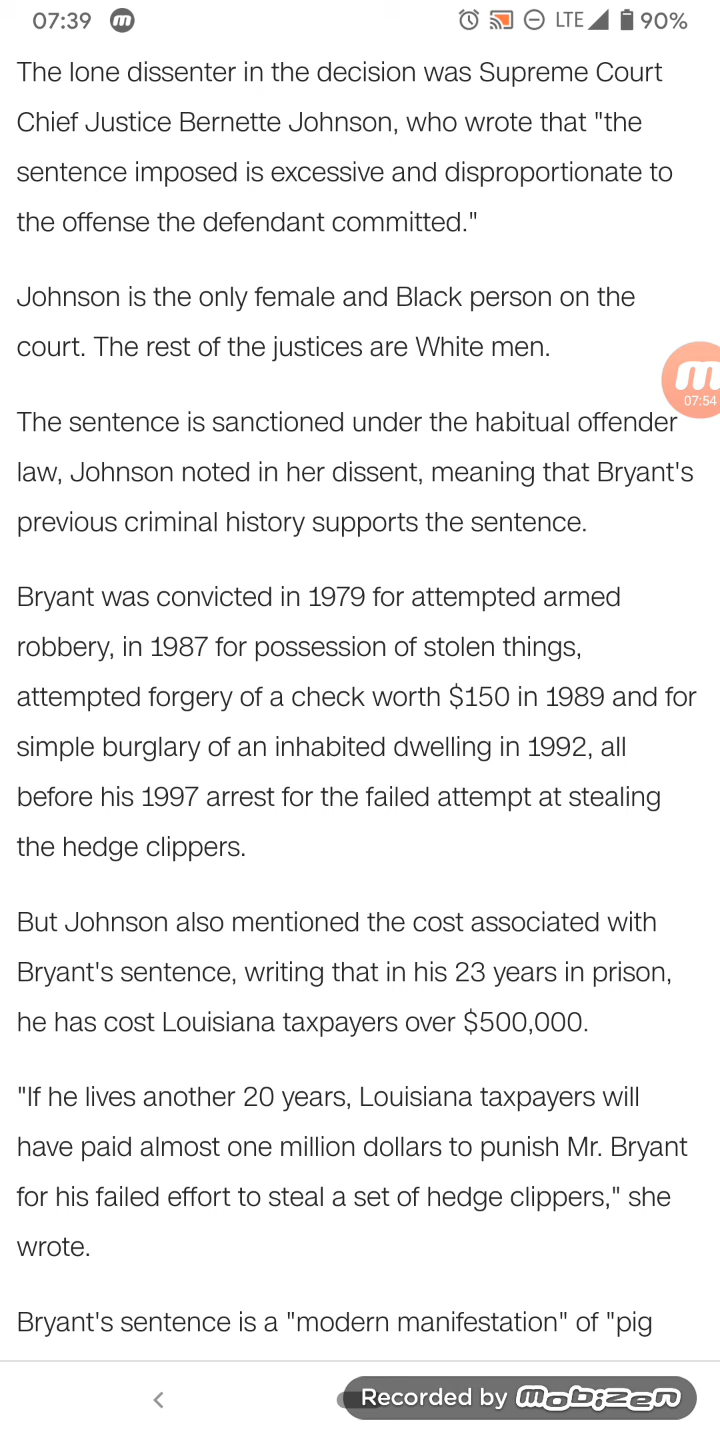 07:39 m LTE 90%
The lone dissenter in the decision was Supreme Court
Chief Justice Bernette Johnson, who wrote that "the
sentence imposed is excessive and disproportionate to
the offense the defendant committed."
Johnson is the only female and Black person on the
court. The rest of the justices are White men.
m
07:54
The sentence is sanctioned under the habitual offender
law, Johnson noted in her dissent, meaning that Bryant's
previous criminal history supports the sentence.
Bryant was convicted in 1979 for attempted armed
robbery, in 1987 for possession of stolen things,
attempted forgery of a check worth $150 in 1989 and for
simple burglary of an inhabited dwelling in 1992, all
before his 1997 arrest for the failed attempt at stealing
the hedge clippers.
But Johnson also mentioned the cost associated with
Bryant's sentence, writing that in his 23 years in prison,
he has cost Louisiana taxpayers over $500,000.
"If he lives another 20 years, Louisiana taxpayers will
have paid almost one million dollars to punish Mr. Bryant
for his failed effort to steal a set of hedge clippers," she
wrote.
Bryant's sentence is a "modern manifestation" of "pig
Recorded by Mobizen